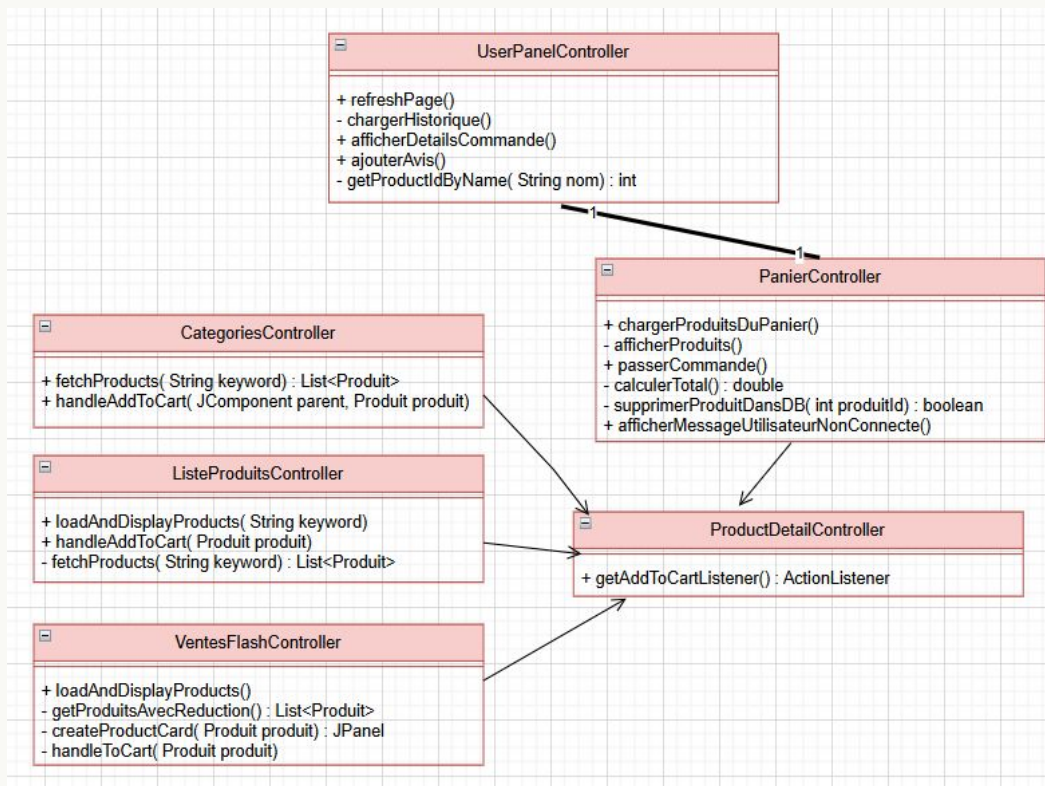 UserPanelController
+ refreshPage()
- chargerHistorique()
+ afficherDetailsCommande()
+ ajouterAvis()
- getProductIdByName( String nom) : int
1
1
PanierController
+ chargerProduitsDuPanier()
- afficherProduits()
+ passerCommande()
- calculerTotal() : double
- supprimerProduitDansDB( int produitId) : boolean
+ afficherMessageUtilisateurNonConnecte()
CategoriesController
+ fetchProducts( String keyword) : List<Produit>
+ handleAddToCart( JComponent parent, Produit produit)
ListeProduitsController
+ loadAndDisplayProducts( String keyword)
+ handleAddToCart( Produit produit)
- fetchProducts( String keyword) : List<Produit>
ProductDetailController
+ getAddToCartListener() : ActionListener
VentesFlashController
+ loadAndDisplayProducts()
- getProduitsAvecReduction() : List<Produit>
- createProductCard( Produit produit) : JPanel
- handleToCart( Produit produit)